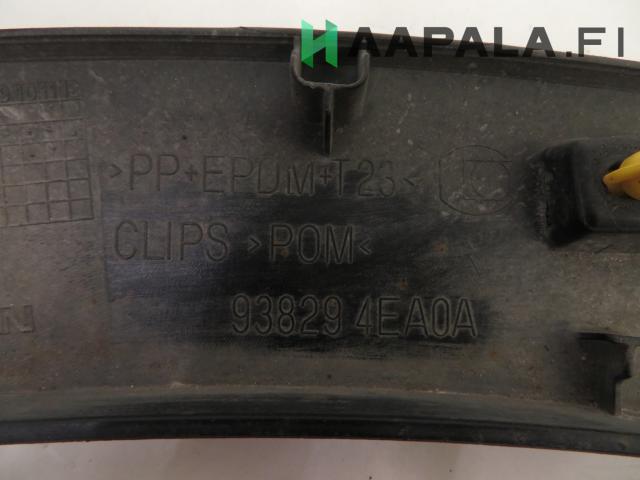 HAAPALA.FI
>PP+EPDM+T23<
CLIPS >POM<
93829 4EA0A